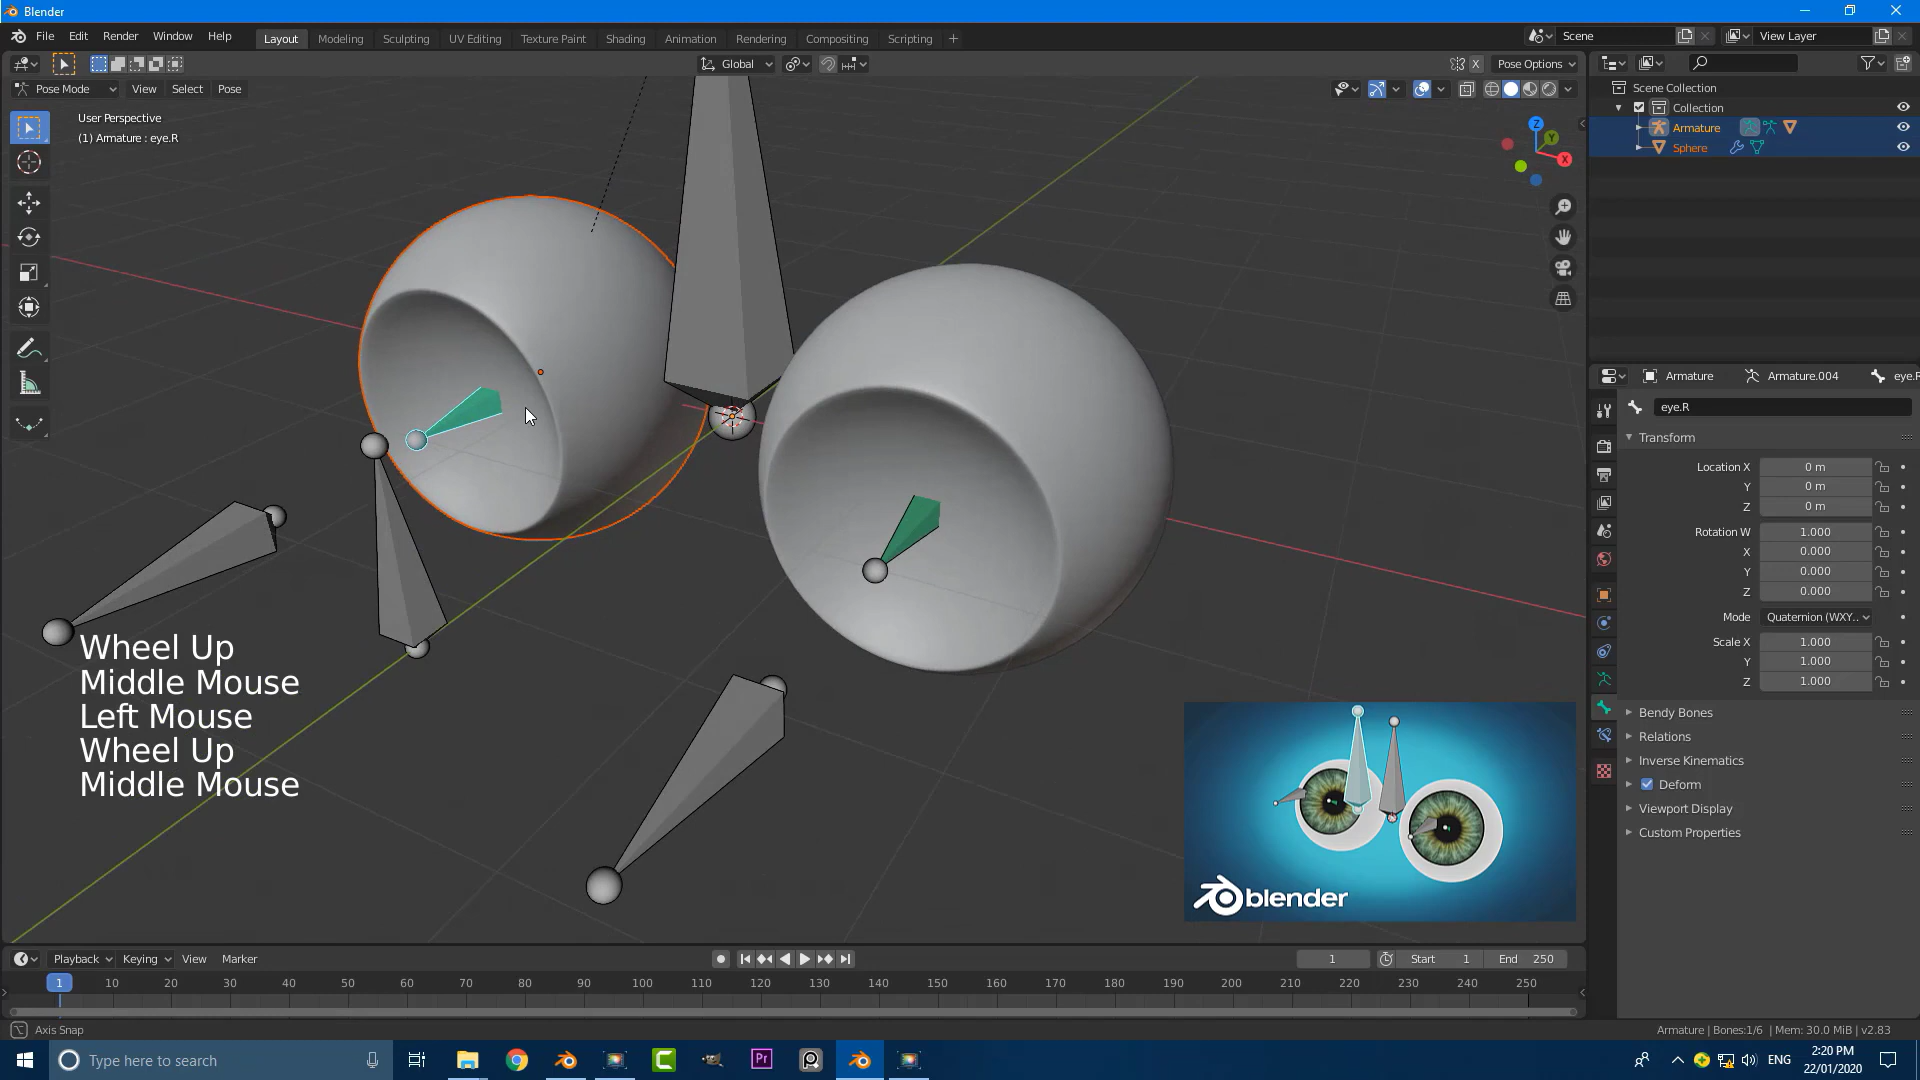 Blender
File Edit Render Window Help
Layout Modeling Sculpting UV Editing Texture Paint Shading Animation Rendering Compositing Scripting +
Scene View Layer
Global X Pose Options
Pose Mode View Select Pose
User Perspective
(1) Armature : eye.R
Z
Y
X
Scene Collection
Collection
Armature
Sphere
Armature Armature.004 eye.R
eye.R
Transform
Location X 0 m
Y 0 m
Z 0 m
Rotation W 1.000
X 0.000
Y 0.000
Z 0.000
Mode Quaternion (WXY..
Scale X 1.000
Y 1.000
Z 1.000
Bendy Bones
Relations
Inverse Kinematics
Deform
Viewport Display
Custom Properties
Wheel Up
Middle Mouse
Left Mouse
Wheel Up
Middle Mouse
blender
Playback Keying View Marker 1 Start 1 End 250
1 10 20 30 40 50 60 70 80 90 100 110 120 130 140 150 160 170 180 190 200 210 220 230 240 250
Axis Snap Armature | Bones:1/6 | Mem: 30.0 MiB | v2.83
Type here to search Pr ENG 2:20 PM
22/01/2020